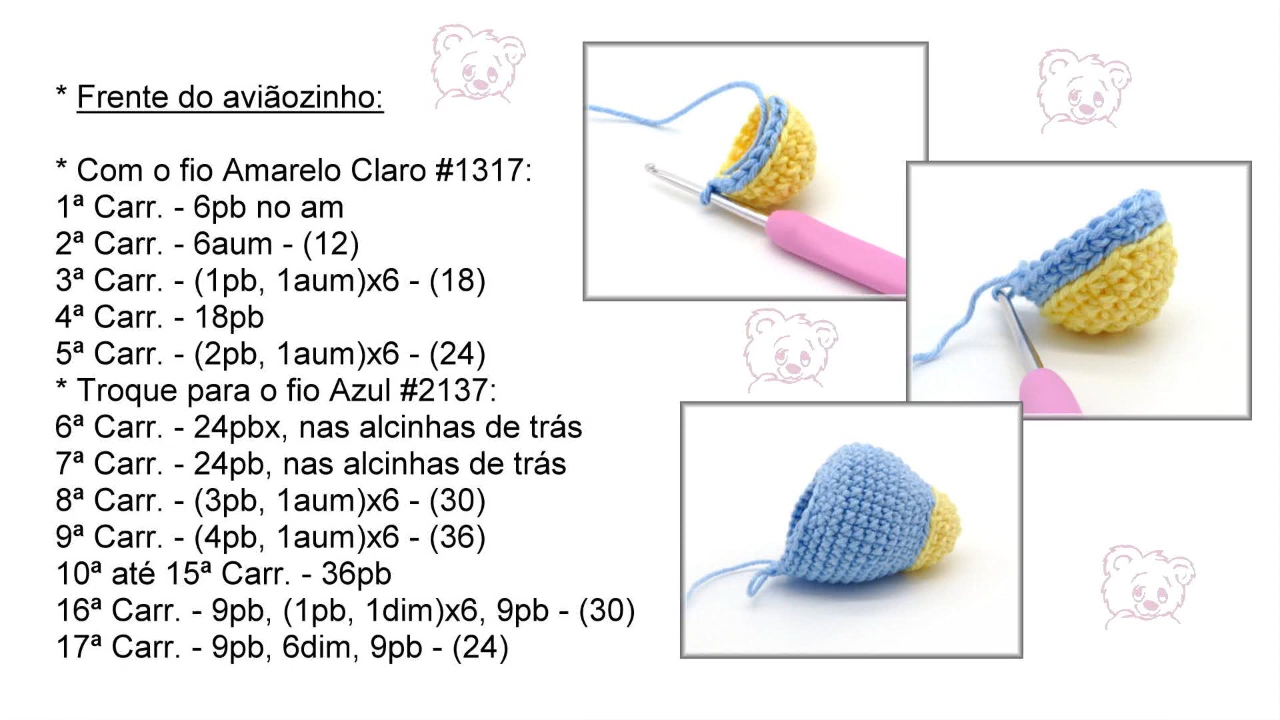 * Frente do aviãozinho:
* Com o fio Amarelo Claro #1317:
1ª Carr. - 6pb no am
2ª Carr. - 6aum - (12)
3ª Carr. - (1pb, 1aum)x6 - (18)
4ª Carr. - 18pb
5ª Carr. - (2pb, 1aum)x6 - (24)
* Troque para o fio Azul #2137:
6ª Carr. - 24pbx, nas alcinhas de trás
7ª Carr. - 24pb, nas alcinhas de trás
8ª Carr. - (3pb, 1aum)x6 - (30)
9ª Carr. - (4pb, 1aum)x6 - (36)
10ª até 15ª Carr. - 36pb
16ª Carr. - 9pb, (1pb, 1dim)x6, 9pb - (30)
17ª Carr. - 9pb, 6dim, 9pb - (24)